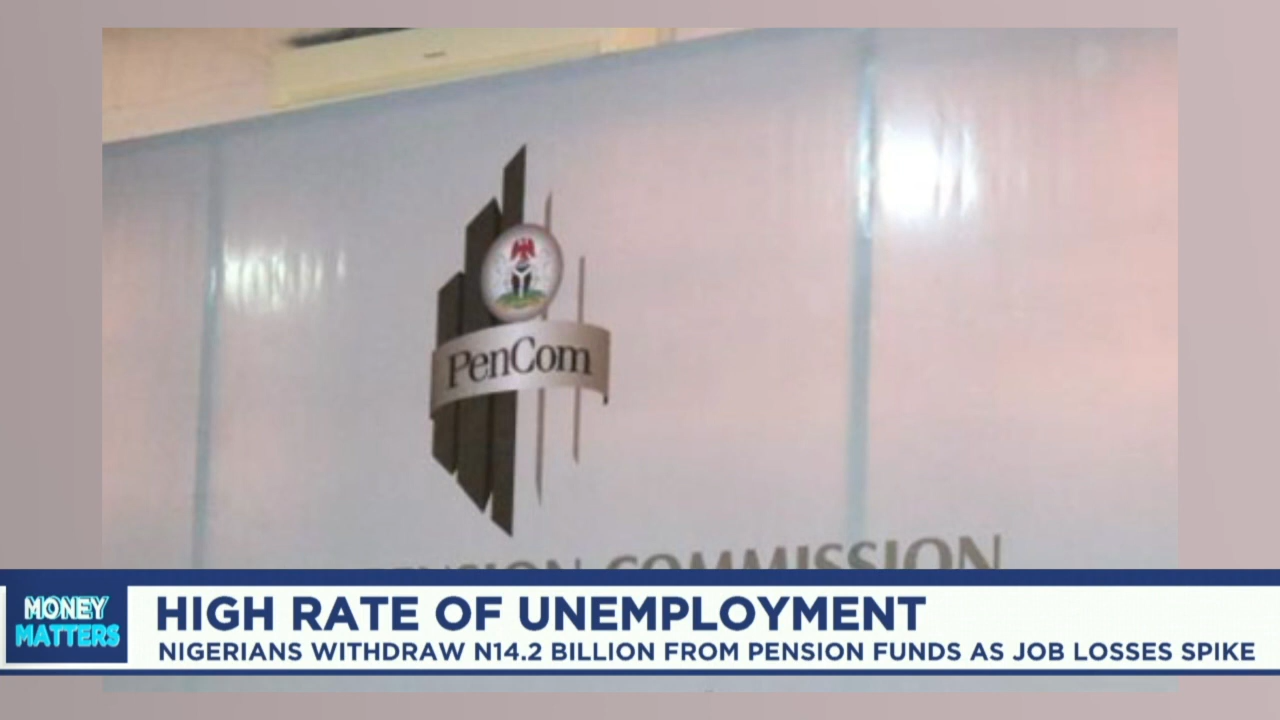 PenCom
PENSION COMMISSION
MONEY
MATTERS
HIGH RATE OF UNEMPLOYMENT
NIGERIANS WITHDRAW N14.2 BILLION FROM PENSION FUNDS AS JOB LOSSES SPIKE